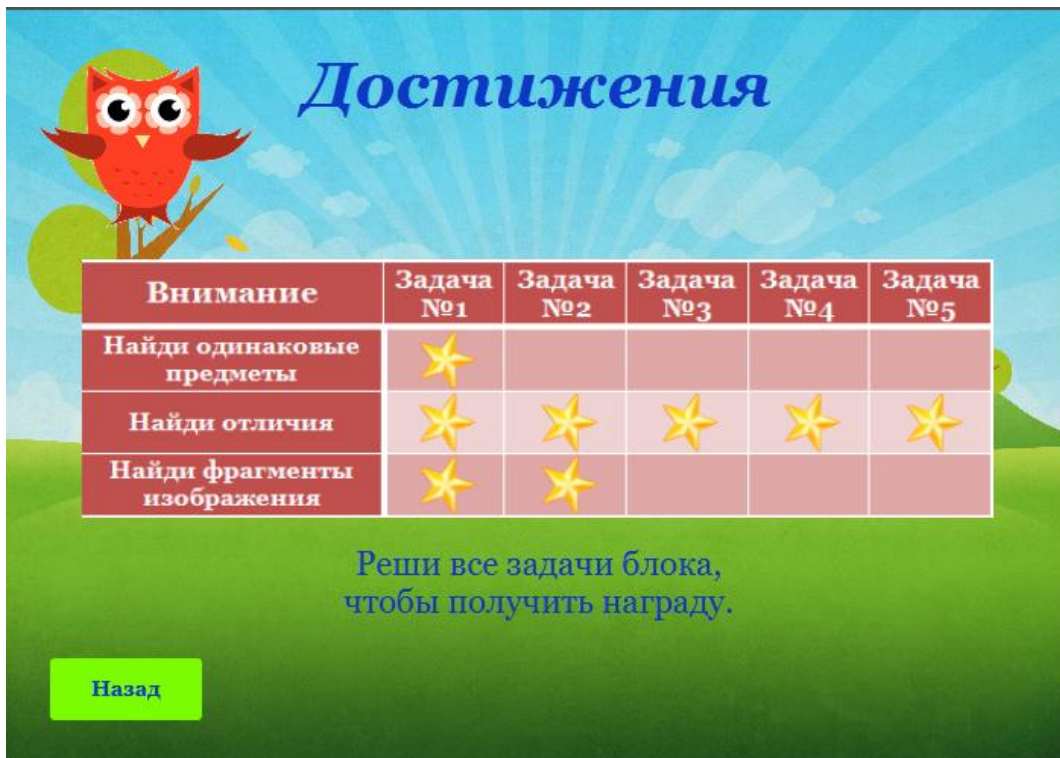 Достижения
Внимание
Задача №1
Задача №2
Задача №3
Задача №4
Задача №5
Найди одинаковые
предметы
Найди отличия
Найди фрагменты
изображения
Реши все задачи блока,
чтобы получить награду.
Назад